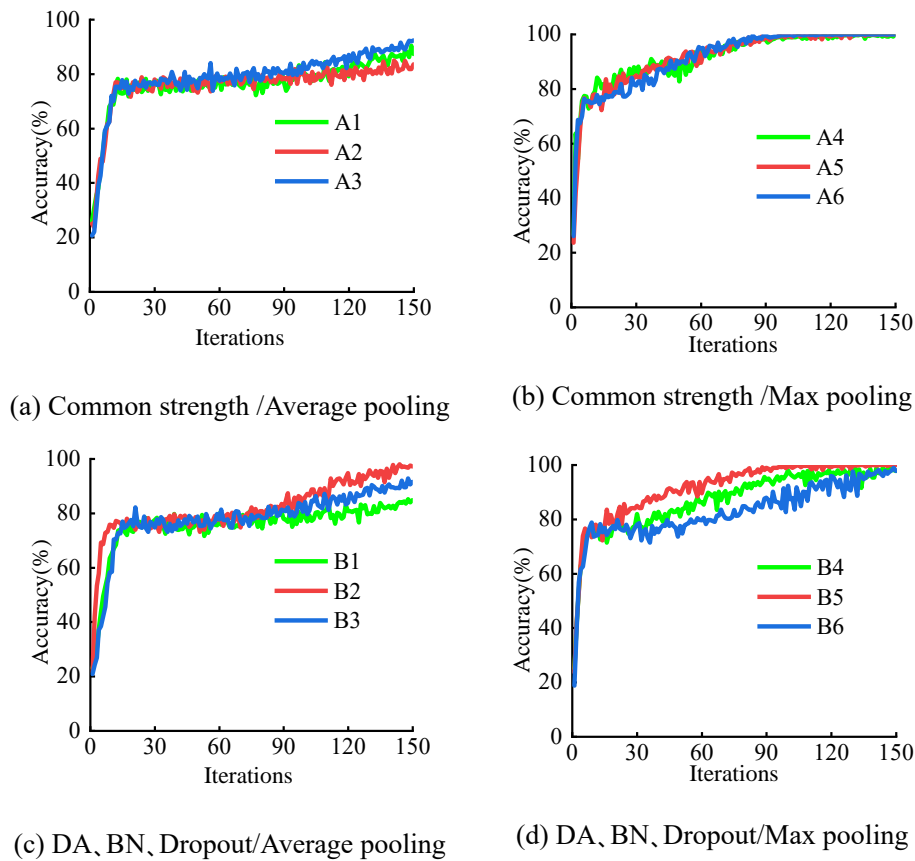 100
80
60
40
20
0
Accuracy(%)
A1
A2
A3
0 30 60 90 120 150
Iterations
(a) Common strength /Average pooling
100
80
60
40
20
0
Accuracy(%)
A4
A5
A6
0 30 60 90 120 150
Iterations
(b) Common strength /Max pooling
100
80
60
40
20
0
Accuracy(%)
B1
B2
B3
0 30 60 90 120 150
Iterations
(c) DA、BN、Dropout/Average pooling
100
80
60
40
20
0
Accuracy(%)
B4
B5
B6
0 30 60 90 120 150
Iterations
(d) DA、BN、Dropout/Max pooling